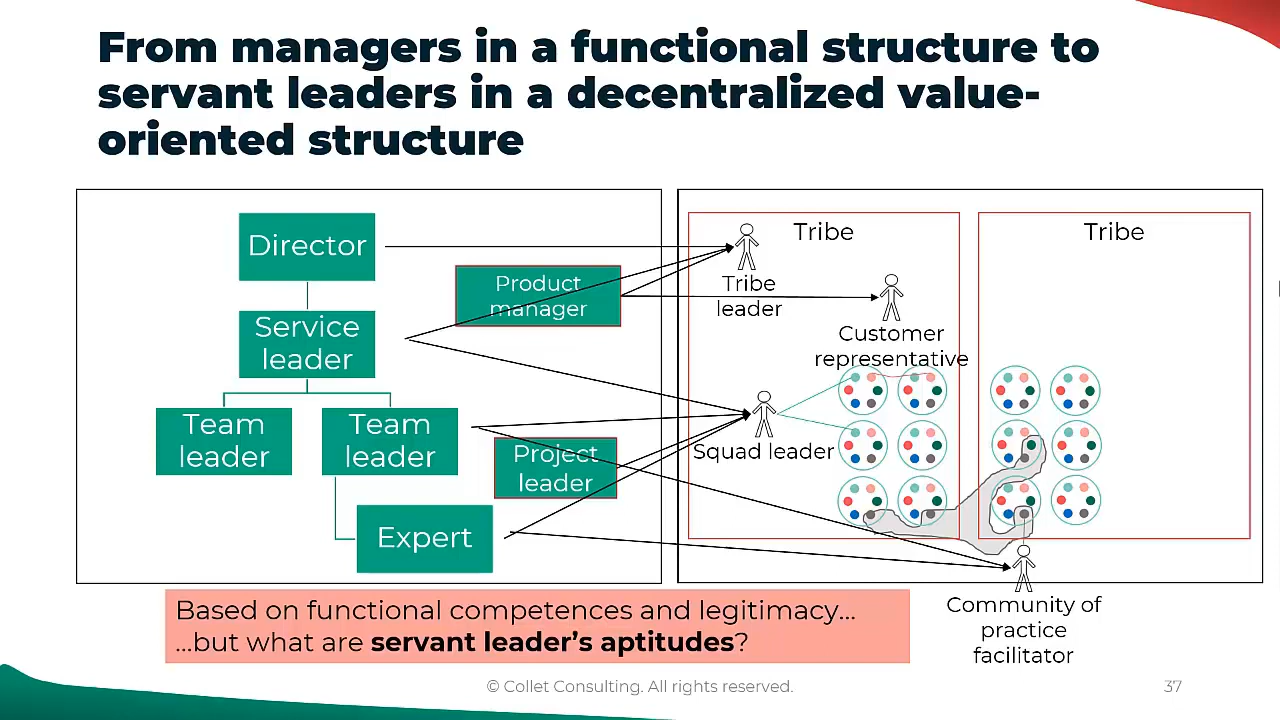 From managers in a functional structure to
servant leaders in a decentralized value-
oriented structure
Director
Service
leader
Team
leader
Team
leader
Expert
Product
manager
Project
leader
Tribe
Tribe
leader
Customer
representative
Squad leader
Tribe
Community of
practice
facilitator
Based on functional competences and legitimacy...
...but what are servant leader’s aptitudes?
© Collet Consulting. All rights reserved.
37